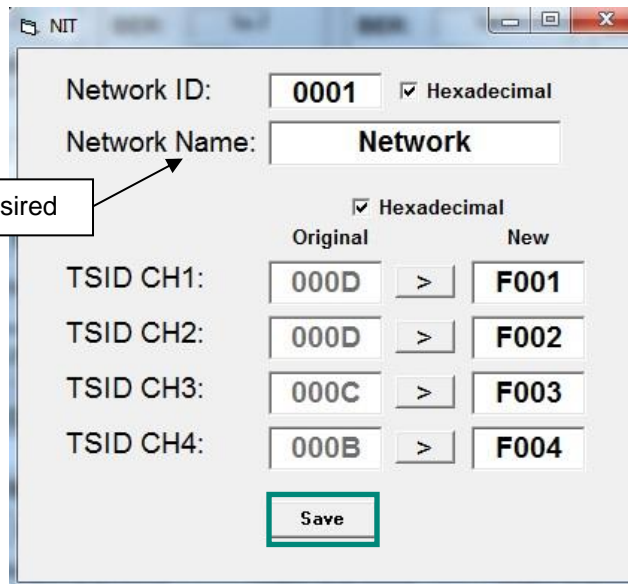 NIT
Network ID: 0001 Hexadecimal
Network Name: Network
sired
Hexadecimal
Original New
TSID CH1: 000D > F001
TSID CH2: 000D > F002
TSID CH3: 000C > F003
TSID CH4: 000B > F004
Save